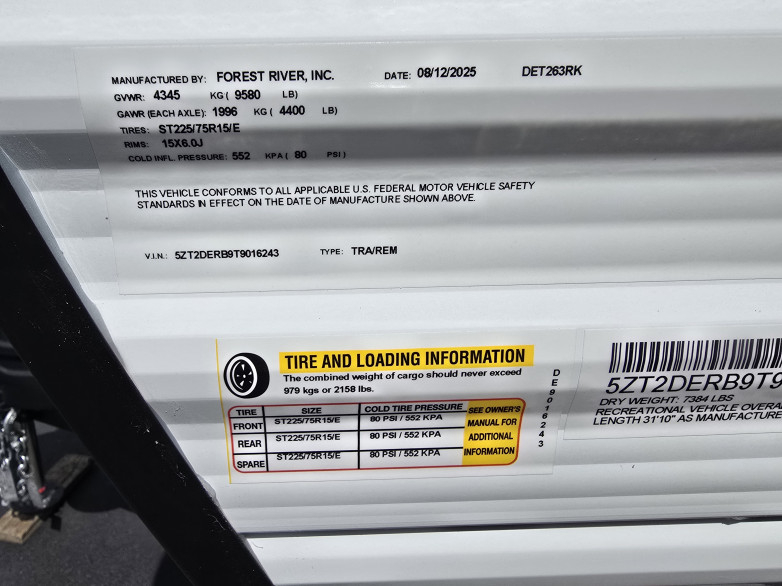 MANUFACTURED BY: FOREST RIVER, INC. DATE: 08/12/2025 DET263RK
GVWR: 4345 KG ( 9580 LB)
GAWR (EACH AXLE): 1996 KG ( 4400 LB)
TIRES: ST225/75R15/E
RIMS: 15X6.0J
COLD INFL. PRESSURE: 552 KPA ( 80 PSI )
THIS VEHICLE CONFORMS TO ALL APPLICABLE U.S. FEDERAL MOTOR VEHICLE SAFETY
STANDARDS IN EFFECT ON THE DATE OF MANUFACTURE SHOWN ABOVE.
V.I.N.: 5ZT2DERB9T9016243 TYPE: TRA/REM
TIRE AND LOADING INFORMATION
The combined weight of cargo should never exceed
979 kgs or 2158 lbs.
TIRE SIZE COLD TIRE PRESSURE SEE OWNER'S
FRONT ST225/75R15/E 80 PSI / 552 KPA MANUAL FOR
REAR ST225/75R15/E 80 PSI / 552 KPA ADDITIONAL
SPARE ST225/75R15/E 80 PSI / 552 KPA INFORMATION
DE9016243
5ZT2DERB9T9
DRY WEIGHT: 7384 LBS
RECREATIONAL VEHICLE OVERA
LENGTH 31'10" AS MANUFACTURE